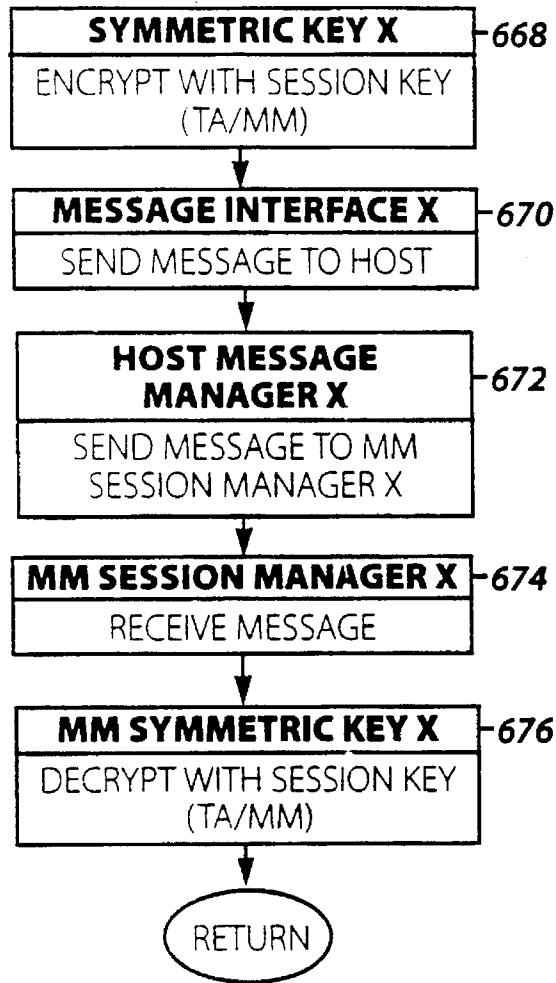 SYMMETRIC KEY X
668
ENCRYPT WITH SESSION KEY
(TA/MM)
MESSAGE INTERFACE X
670
SEND MESSAGE TO HOST
HOST MESSAGE
MANAGER X
672
SEND MESSAGE TO MM
SESSION MANAGER X
MM SESSION MANAGER X
674
RECEIVE MESSAGE
MM SYMMETRIC KEY X
676
DECRYPT WITH SESSION KEY
(TA/MM)
RETURN